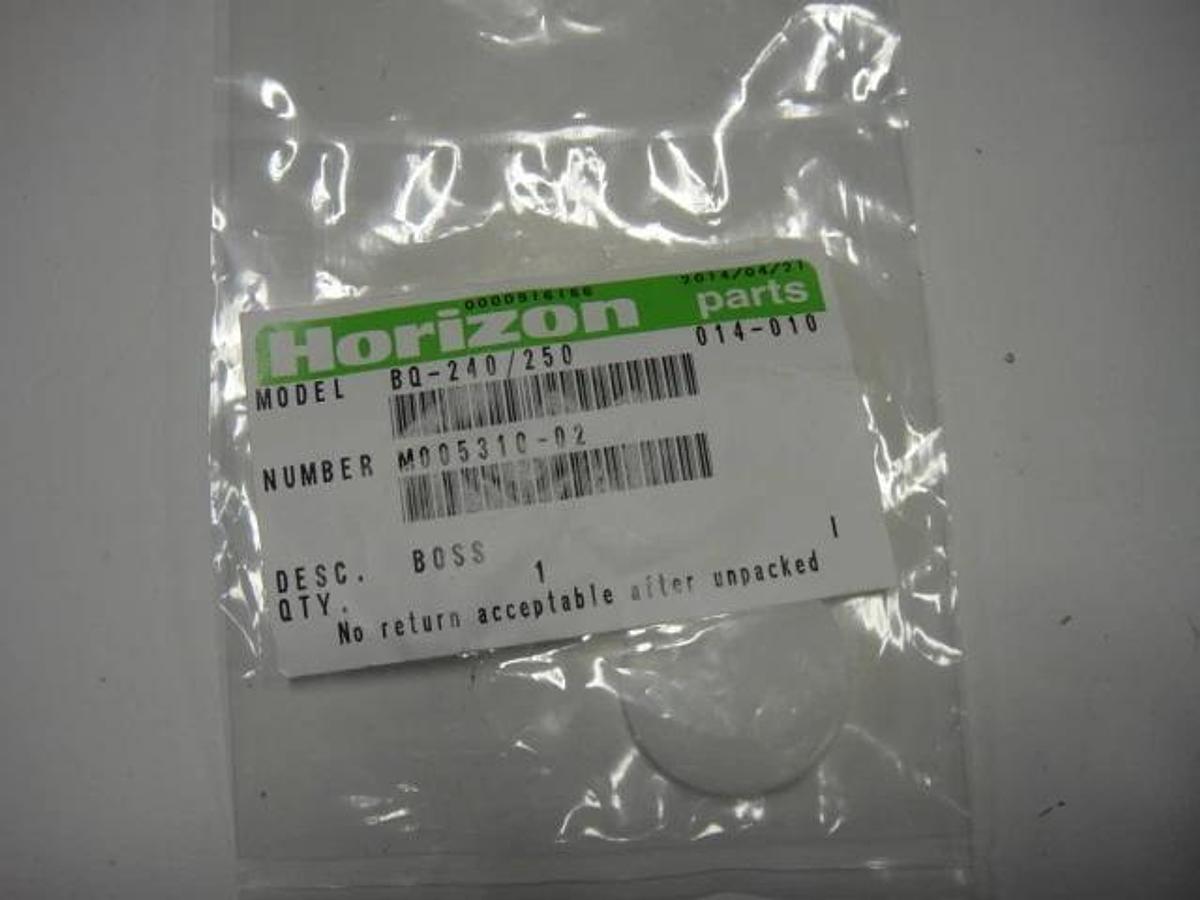 0000916166 2014/04/21
Horizon parts
MODEL BQ-240/250 014-010
NUMBER M005310-02
DESC. BOSS I
QTY. 1
No return acceptable after unpacked